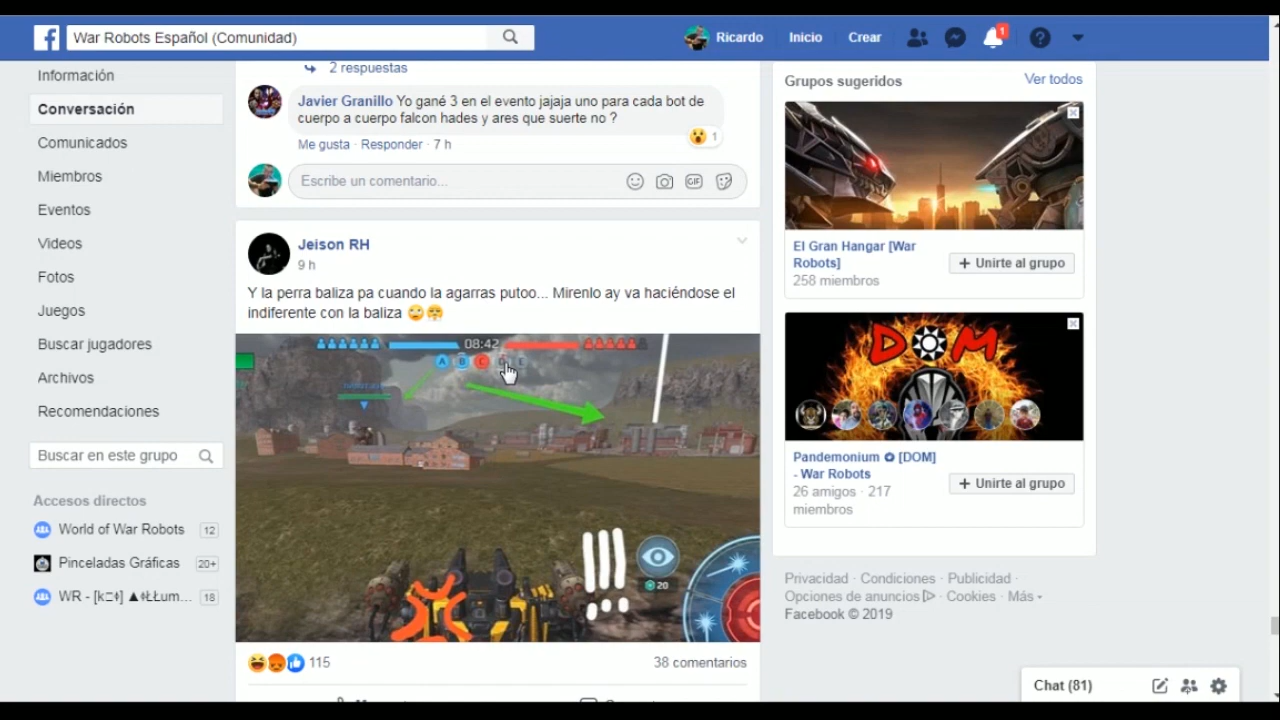 War Robots Español (Comunidad)
Ricardo
Inicio
Crear
1
Información
Conversación
Comunicados
Miembros
Eventos
Videos
Fotos
Juegos
Buscar jugadores
Archivos
Recomendaciones
Buscar en este grupo
Accesos directos
World of War Robots 12
Pinceladas Gráficas 20+
18
2 respuestas
Javier Granillo Yo gané 3 en el evento jajaja uno para cada bot de
cuerpo a cuerpo falcon hades y ares que suerte no ?
1
Me gusta · Responder · 7 h
Escribe un comentario...
GIF
Jeison RH
9 h
Y la perra baliza pa cuando la agarras putoo... Mirenlo ay va haciéndose el
indiferente con la baliza 🙄😤
08:42
A B C D E
20
115
38 comentarios
Grupos sugeridos
Ver todos
El Gran Hangar [War
Robots]
258 miembros
+ Unirte al grupo
DOM
Pandemonium ✪ [DOM]
- War Robots
26 amigos · 217
miembros
+ Unirte al grupo
Privacidad · Condiciones · Publicidad ·
Opciones de anuncios · Cookies · Más
Facebook © 2019
Chat (81)